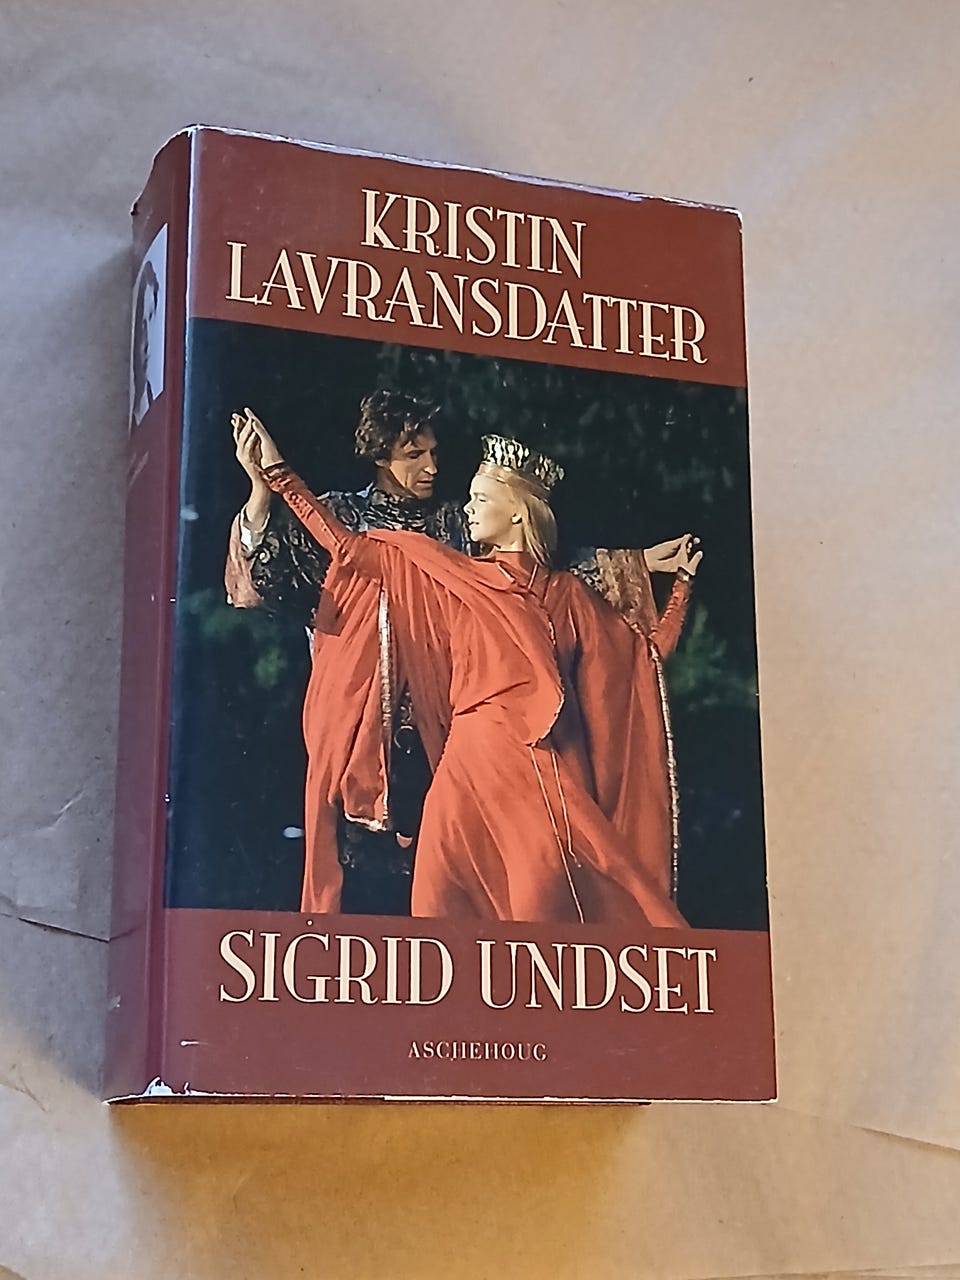 KRISTIN
LAVRANSDATTER
SIGRID UNDSET
ASCHEHOUG